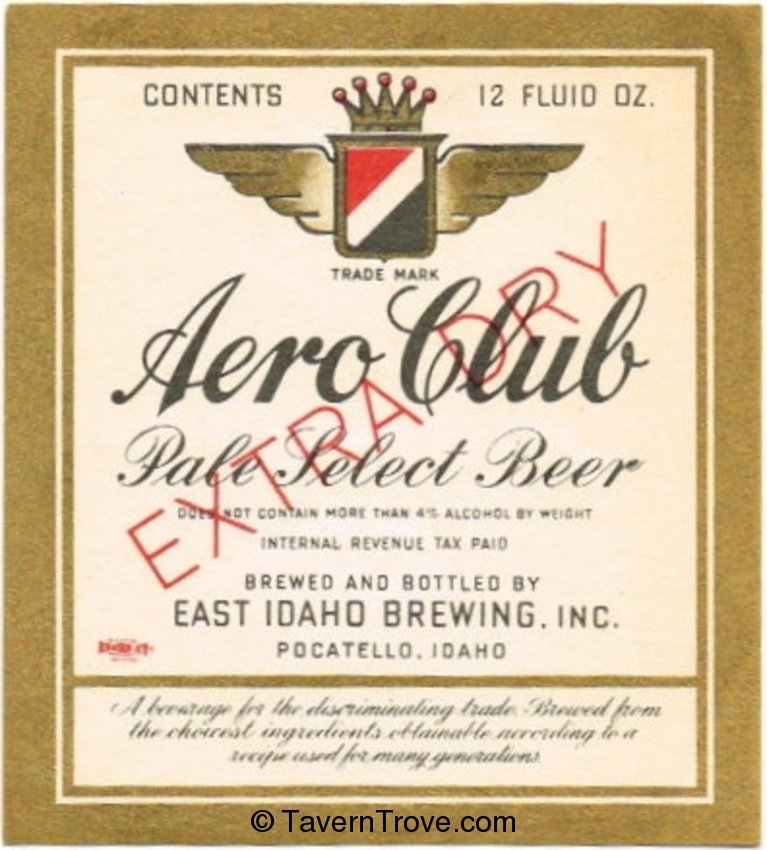 CONTENTS 12 FLUID OZ.
TRADE MARK
Aero Club
EXTRA DRY
Pale Select Beer
DOES NOT CONTAIN MORE THAN 4% ALCOHOL BY WEIGHT
INTERNAL REVENUE TAX PAID
BREWED AND BOTTLED BY
EAST IDAHO BREWING, INC.
POCATELLO, IDAHO
A beverage for the discriminating trade. Brewed from
the choicest ingredients obtainable according to a
recipe used for many generations.
© TavernTrove.com